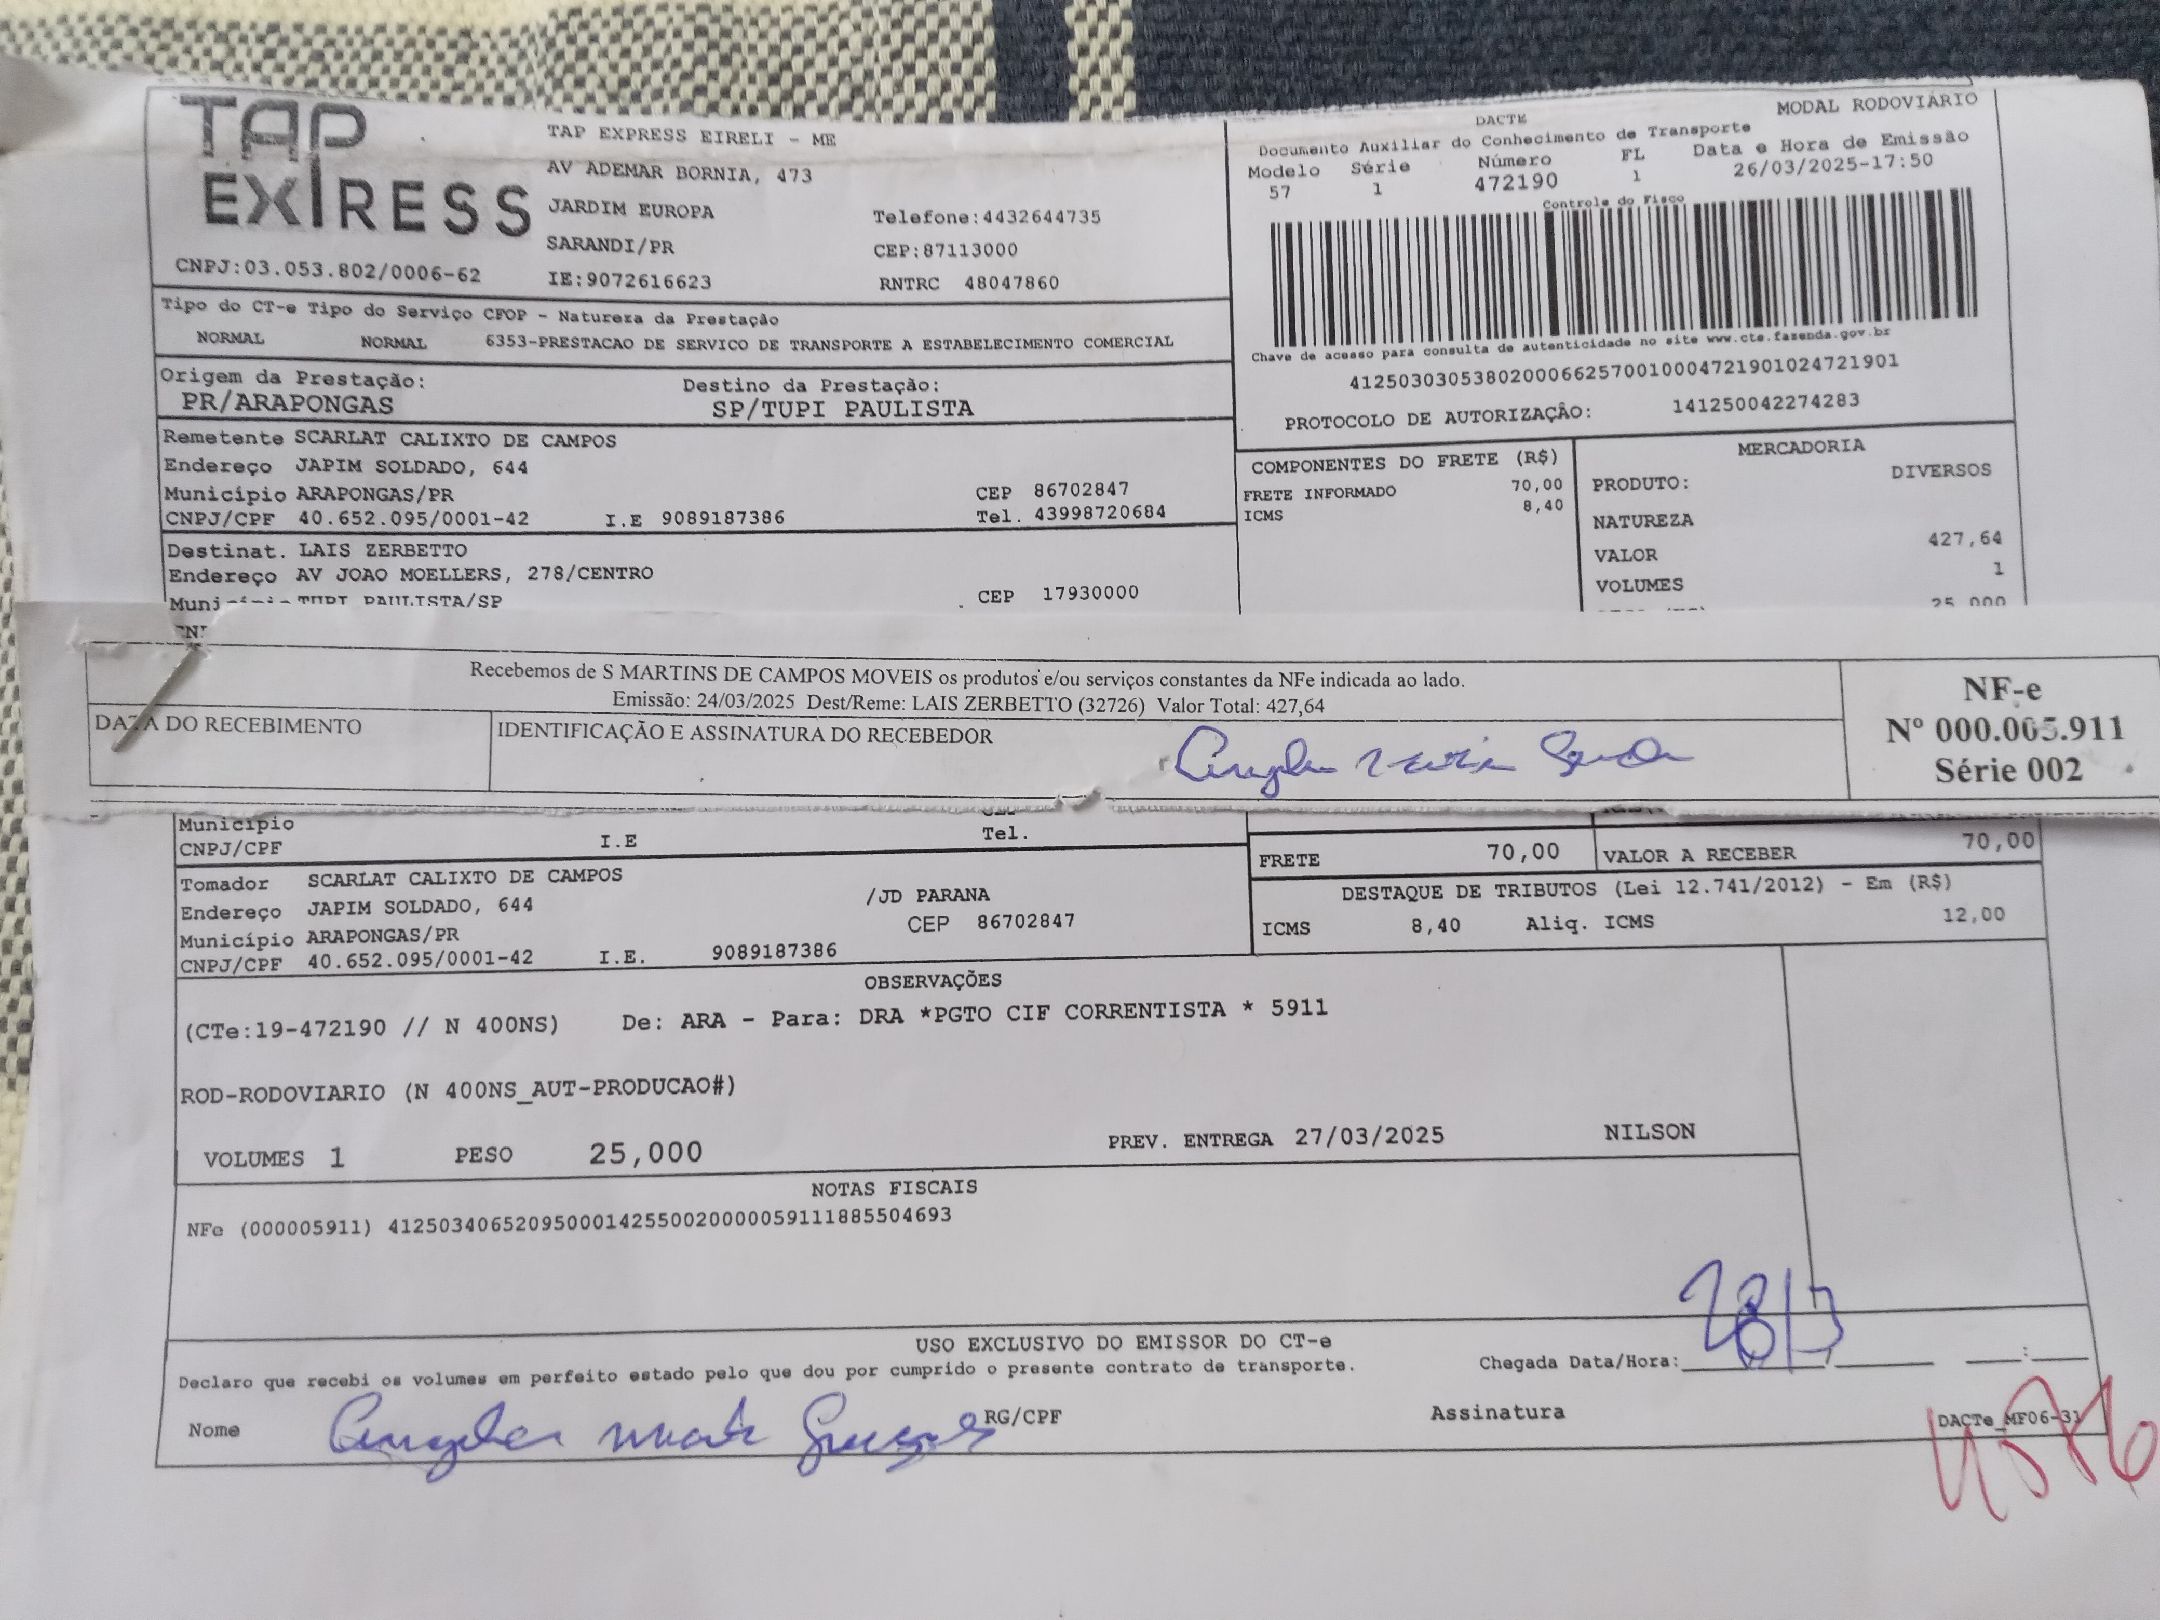 TAP EXPRESS
TAP EXPRESS EIRELI - ME
AV ADEMAR BORNIA, 473
JARDIM EUROPA Telefone:4432644735
SARANDI/PR CEP:87113000
CNPJ:03.053.802/0006-62 IE:9072616623 RNTRC 48047860
MODAL RODOVIARIO
DACTE
Documento Auxiliar do Conhecimento de Transporte
Modelo Série Número FL Data e Hora de Emissão
57 1 472190 1 26/03/2025-17:50
Controle do Fisco
Chave de acesso para consulta de autenticidade no site www.cte.fazenda.gov.br
41250303053802000662570010004721901024721901
PROTOCOLO DE AUTORIZAÇÂO: 141250042274283
Tipo do CT-e Tipo do Serviço CFOP - Natureza da Prestação
NORMAL NORMAL 6353-PRESTACAO DE SERVICO DE TRANSPORTE A ESTABELECIMENTO COMERCIAL
Origem da Prestação: Destino da Prestação:
PR/ARAPONGAS SP/TUPI PAULISTA
Remetente SCARLAT CALIXTO DE CAMPOS
Endereço JAPIM SOLDADO, 644
Município ARAPONGAS/PR CEP 86702847
CNPJ/CPF 40.652.095/0001-42 I.E 9089187386 Tel. 43998720684
Destinat. LAIS ZERBETTO
Endereço AV JOAO MOELLERS, 278/CENTRO
Município TUPI PAULISTA/SP CEP 17930000
COMPONENTES DO FRETE (R$)
FRETE INFORMADO 70,00
ICMS 8,40
MERCADORIA
PRODUTO: DIVERSOS
NATUREZA
VALOR 427,64
VOLUMES 1
25,000
Recebemos de S MARTINS DE CAMPOS MOVEIS os produtos e/ou serviços constantes da NFe indicada ao lado.
Emissão: 24/03/2025 Dest/Reme: LAIS ZERBETTO (32726) Valor Total: 427,64
DATA DO RECEBIMENTO
IDENTIFICAÇÃO E ASSINATURA DO RECEBEDOR
NF-e
Nº 000.005.911
Série 002
Município
CNPJ/CPF I.E Tel.
FRETE 70,00 VALOR A RECEBER 70,00
Tomador SCARLAT CALIXTO DE CAMPOS
Endereço JAPIM SOLDADO, 644 /JD PARANA
Município ARAPONGAS/PR CEP 86702847
CNPJ/CPF 40.652.095/0001-42 I.E. 9089187386
DESTAQUE DE TRIBUTOS (Lei 12.741/2012) - Em (R$)
ICMS 8,40 Aliq. ICMS 12,00
OBSERVAÇÕES
(CTe:19-472190 // N 400NS) De: ARA - Para: DRA *PGTO CIF CORRENTISTA * 5911
ROD-RODOVIARIO (N 400NS_AUT-PRODUCAO#)
VOLUMES 1 PESO 25,000 PREV. ENTREGA 27/03/2025 NILSON
NOTAS FISCAIS
NFe (000005911) 41250340652095000142550020000059111885504693
USO EXCLUSIVO DO EMISSOR DO CT-e
Declaro que recebi os volumes em perfeito estado pelo que dou por cumprido o presente contrato de transporte.
Chegada Data/Hora: 28/3
Nome RG/CPF Assinatura DACTe_MF06-31